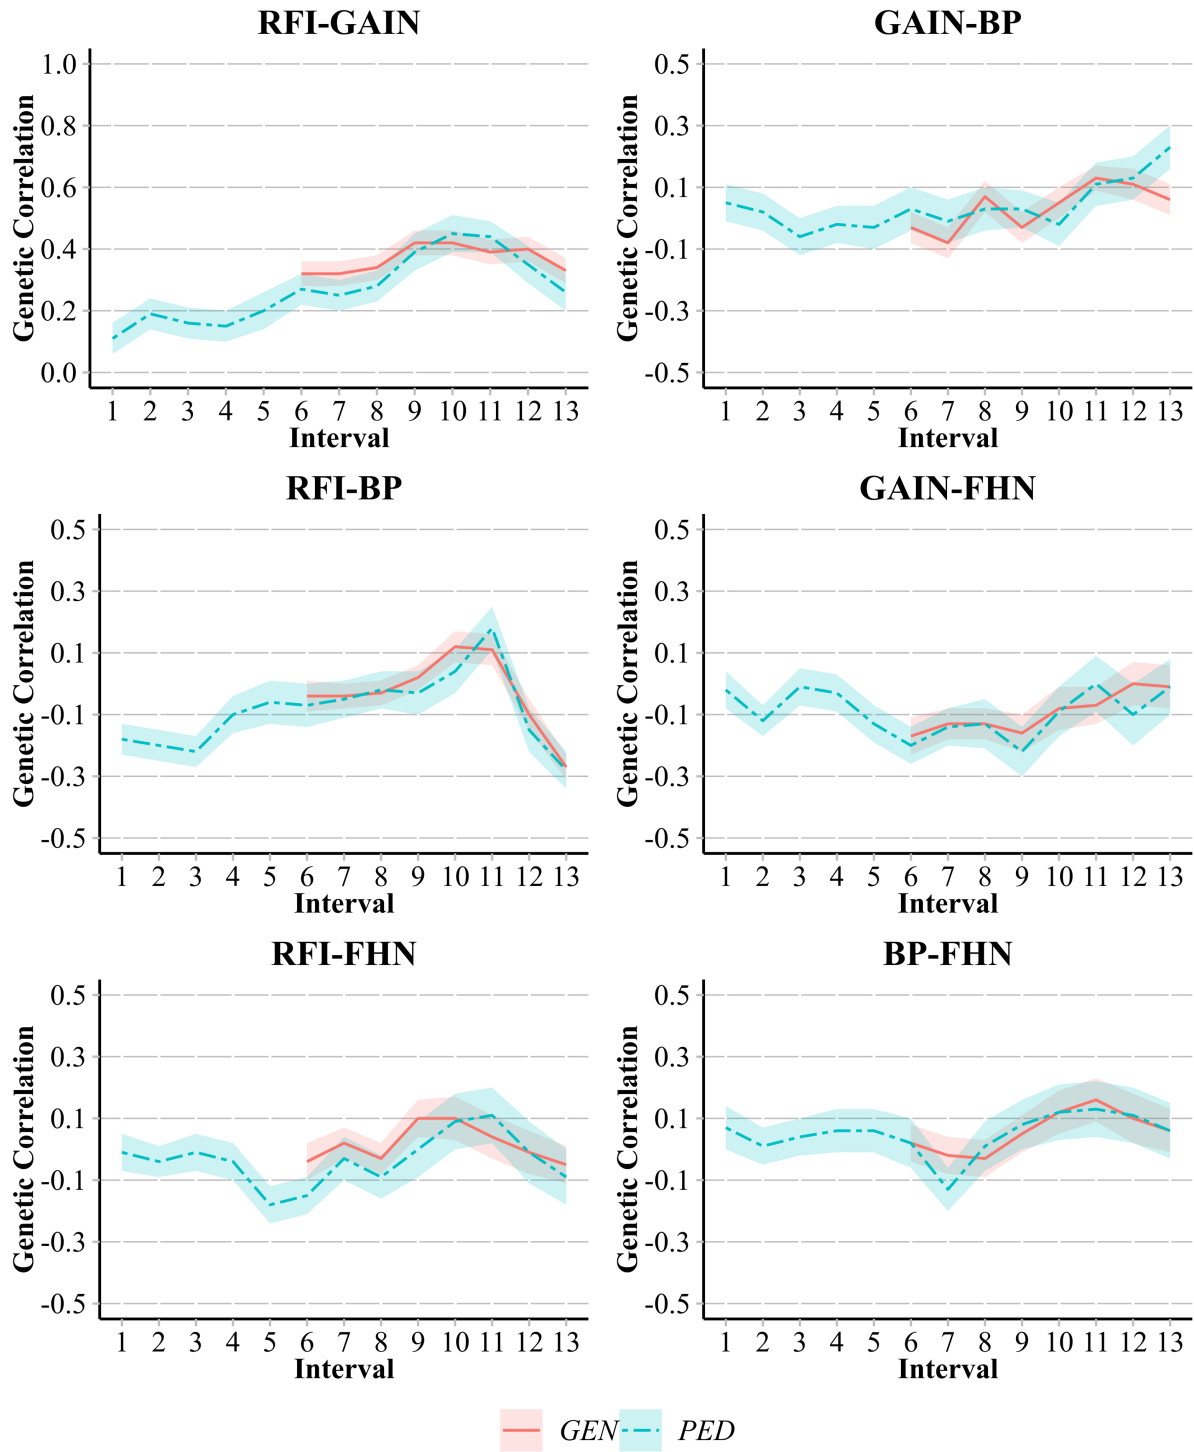 RFI-GAIN
Genetic Correlation
1.0
0.8
0.6
0.4
0.2
0.0
1 2 3 4 5 6 7 8 9 10 11 12 13
Interval
GAIN-BP
Genetic Correlation
0.5
0.3
0.1
-0.1
-0.3
-0.5
1 2 3 4 5 6 7 8 9 10 11 12 13
Interval
RFI-BP
Genetic Correlation
0.5
0.3
0.1
-0.1
-0.3
-0.5
1 2 3 4 5 6 7 8 9 10 11 12 13
Interval
GAIN-FHN
Genetic Correlation
0.5
0.3
0.1
-0.1
-0.3
-0.5
1 2 3 4 5 6 7 8 9 10 11 12 13
Interval
RFI-FHN
Genetic Correlation
0.5
0.3
0.1
-0.1
-0.3
-0.5
1 2 3 4 5 6 7 8 9 10 11 12 13
Interval
BP-FHN
Genetic Correlation
0.5
0.3
0.1
-0.1
-0.3
-0.5
1 2 3 4 5 6 7 8 9 10 11 12 13
Interval
GEN PED